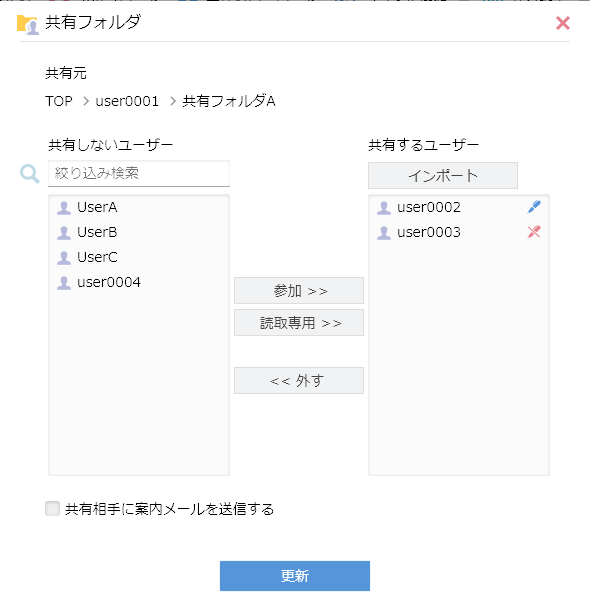 共有フォルダ
共有元
TOP > user0001 > 共有フォルダA
共有しないユーザー
絞り込み検索
UserA
UserB
UserC
user0004
参加 >>
読取専用 >>
<< 外す
共有するユーザー
インポート
user0002
user0003
共有相手に案内メールを送信する
更新